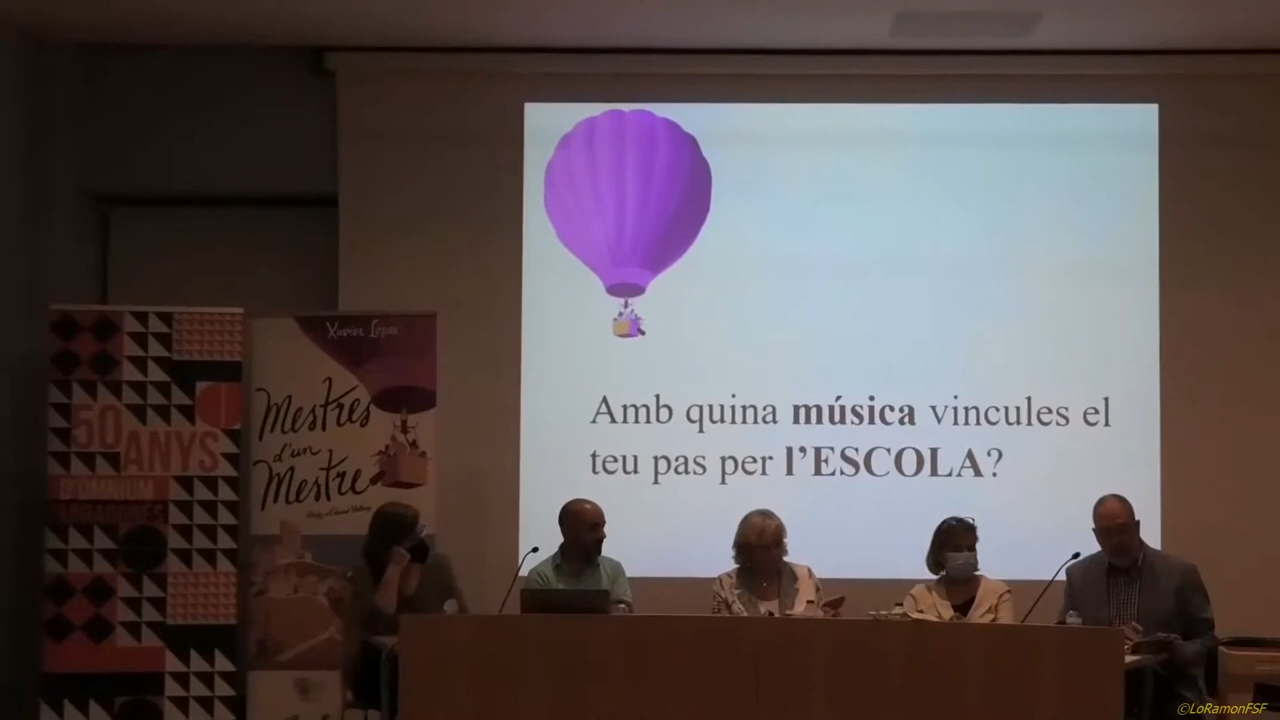 Amb quina música vincules el
teu pas per l'ESCOLA?
50
ANYS
D'OMNIUM
Xavier Lopez
Mestres
d'un
Mestre
©LoRamonFSF